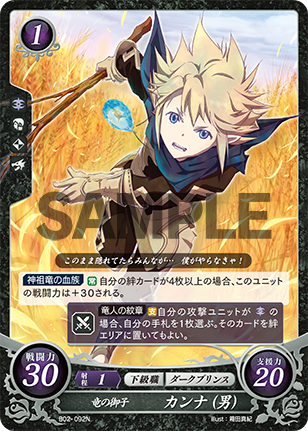 1
SAMPLE
このまま隠れてたらみんなが… 僕がやらなきゃ！
神祖竜の血族 常 自分の絆カードが4枚以上の場合、このユニット
の戦闘力は＋30される。
竜人の紋章 支 自分の攻撃ユニットが
の場合、自分の手札を1枚選ぶ。そのカードを絆
エリアに置いてもよい。
戦闘力
30
射程 1 下級職 ダークプリンス
支援力
20
竜の御子 カンナ(男)
B02-092N
illust：箱田真紀